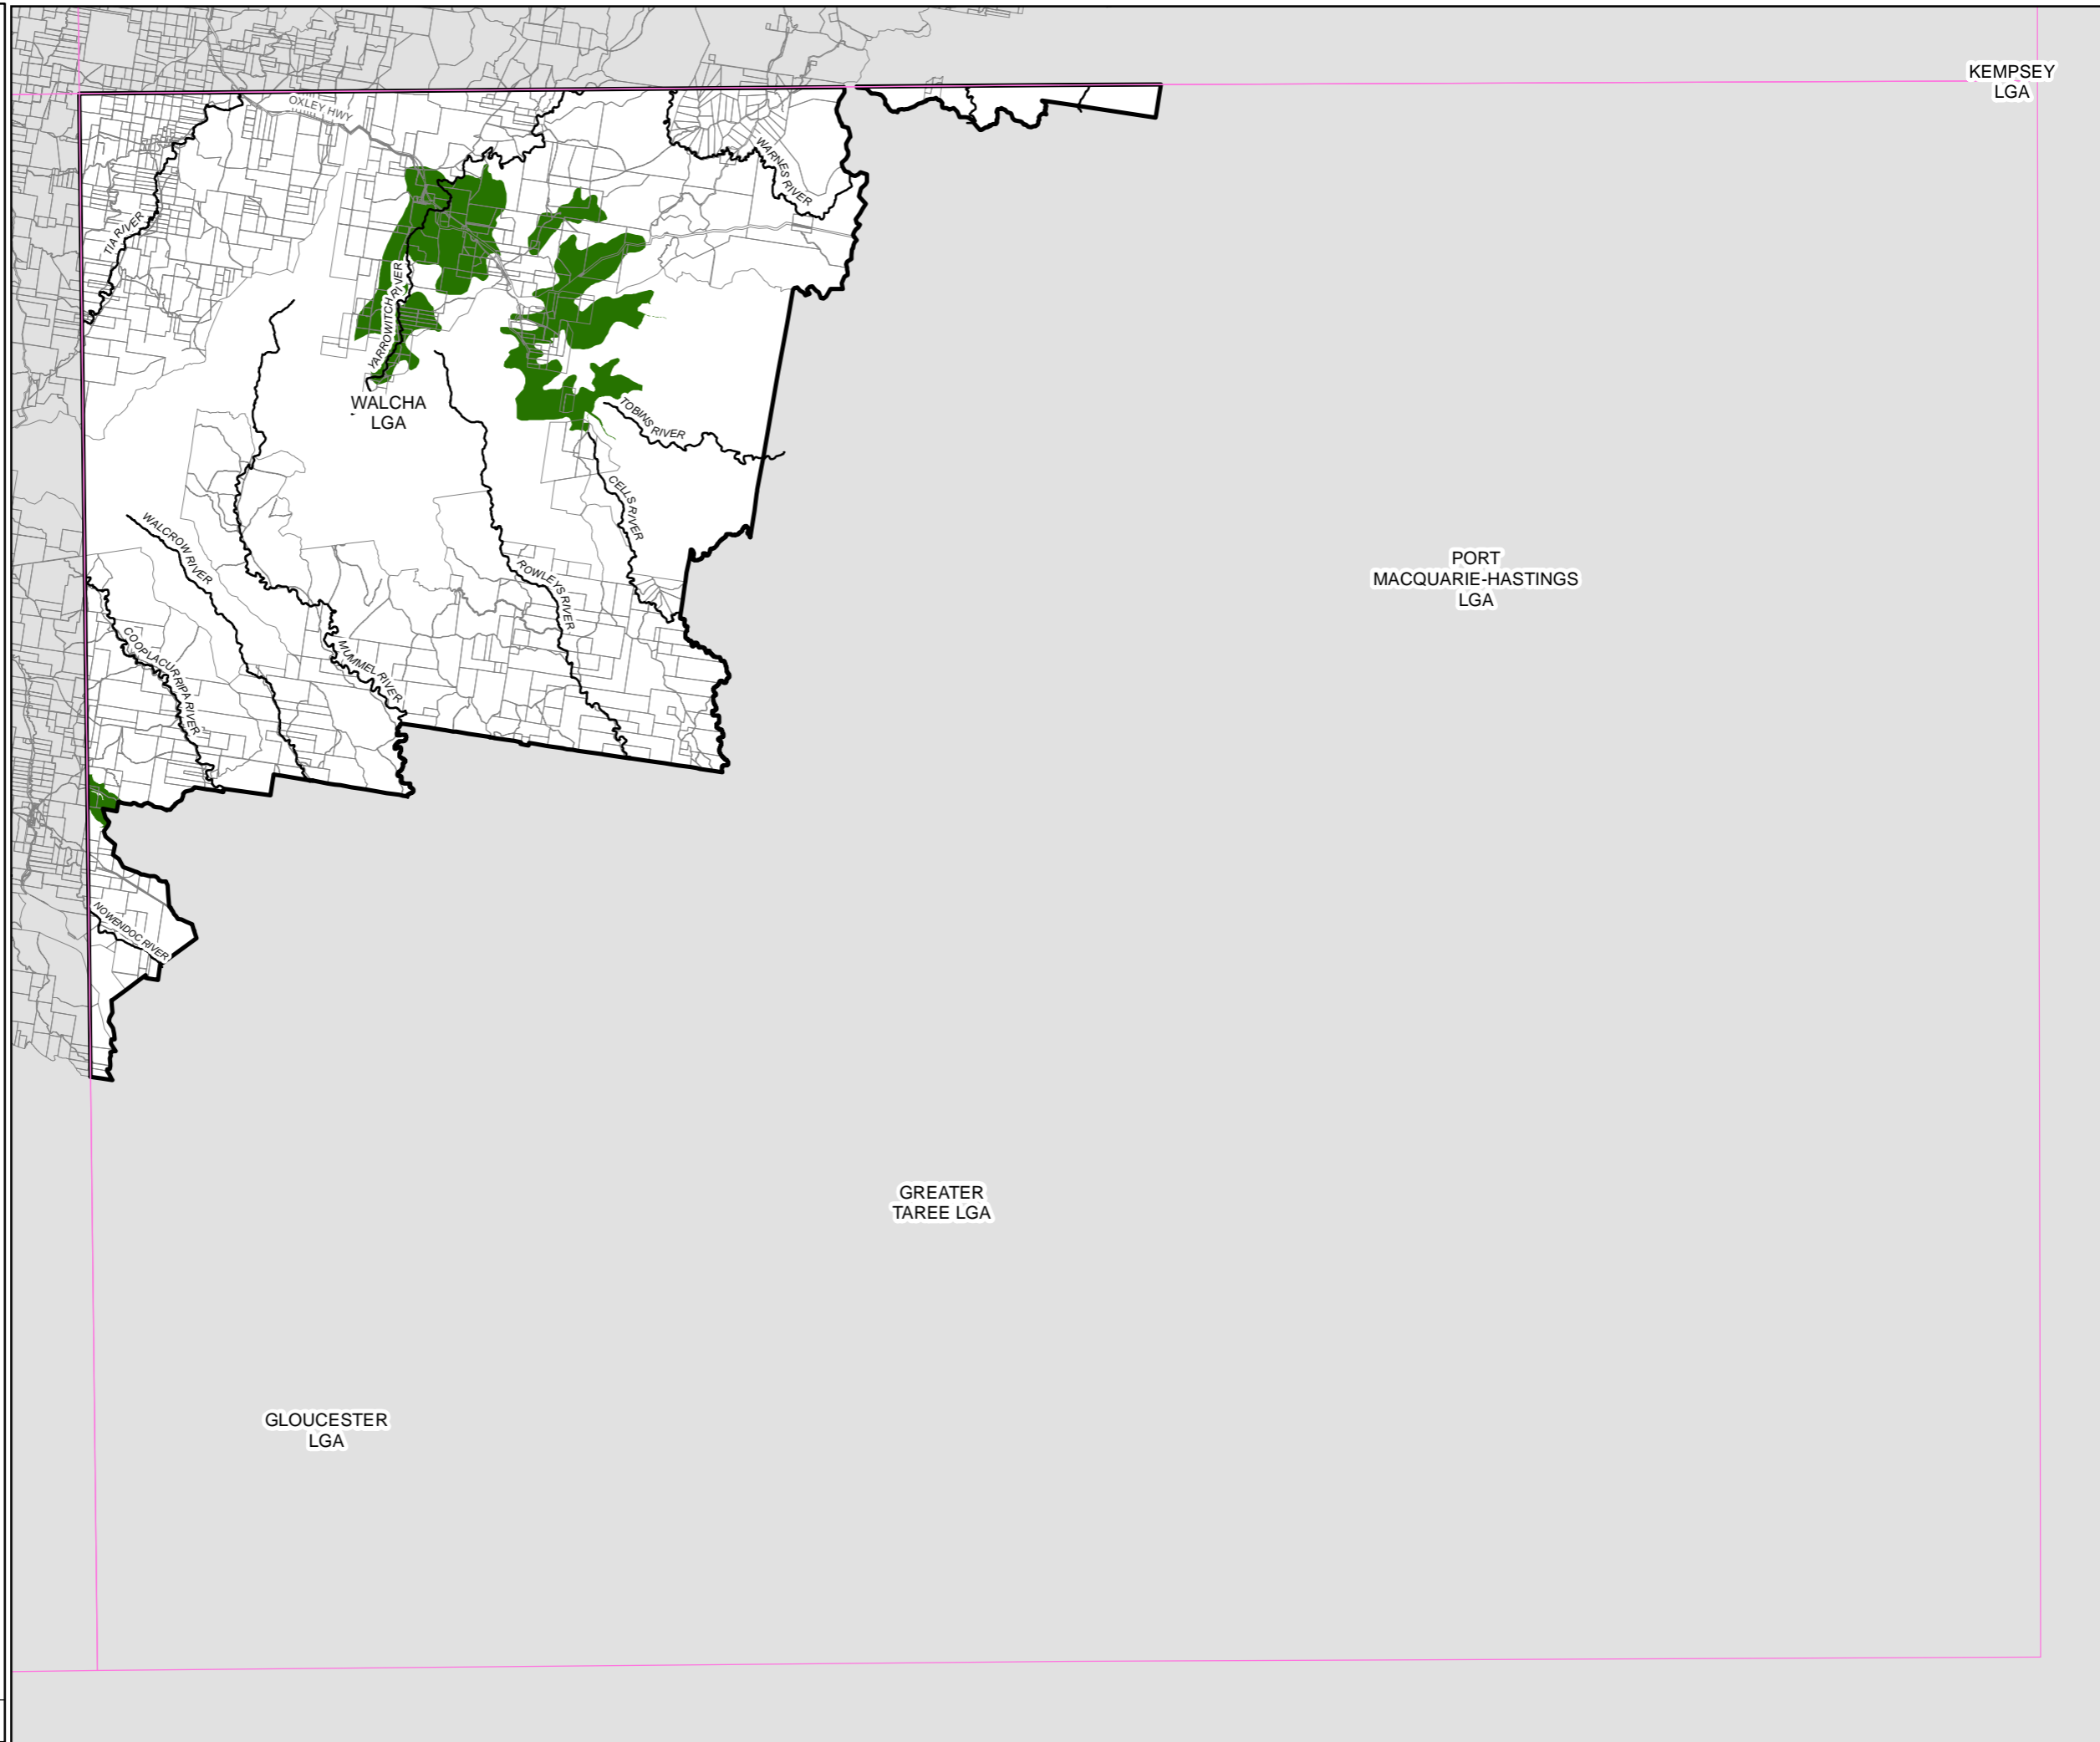 KEMPSEY
LGA
OXLEY HWY
WARNES RIVER
TIA RIVER
YARROWITCH RIVER
WALCHA
LGA
TOBINS RIVER
CELLS RIVER
WALCROW RIVER
ROWLEYS RIVER
PORT
MACQUARIE-HASTINGS
LGA
COOPLACURRIPA RIVER
MUMMEL RIVER
NOWENDOC RIVER
GREATER
TAREE LGA
GLOUCESTER
LGA